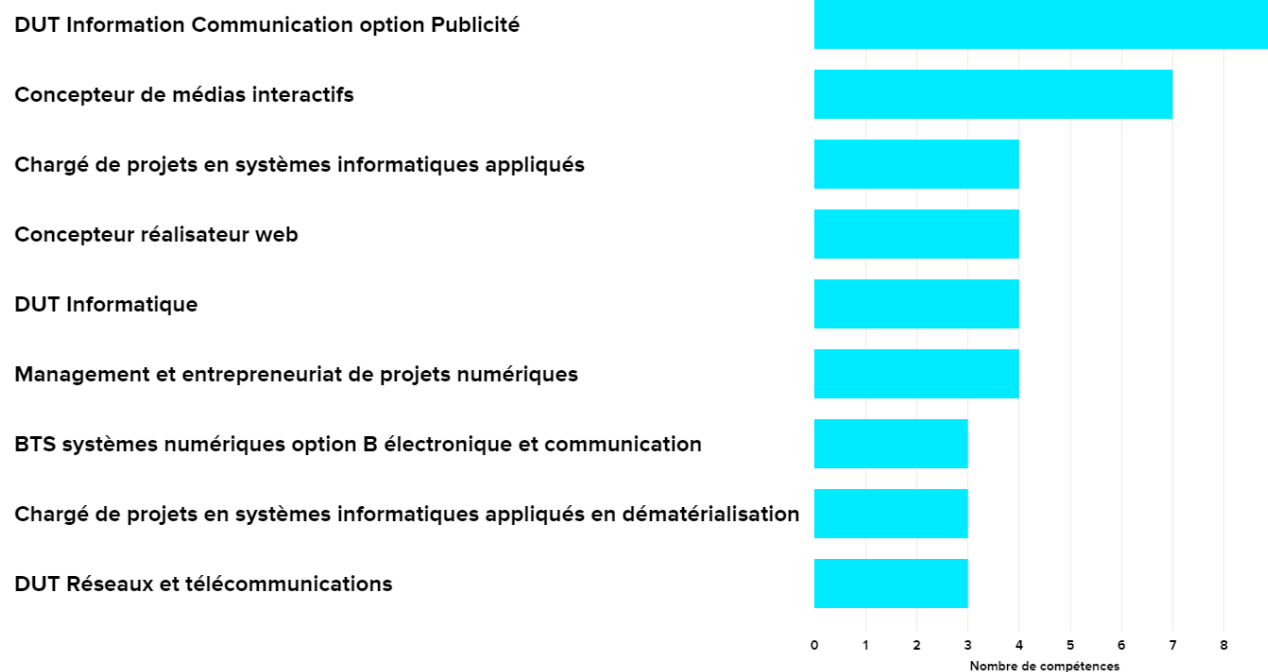 DUT Information Communication option Publicité
Concepteur de médias interactifs
Chargé de projets en systèmes informatiques appliqués
Concepteur réalisateur web
DUT Informatique
Management et entrepreneuriat de projets numériques
BTS systèmes numériques option B électronique et communication
Chargé de projets en systèmes informatiques appliqués en dématérialisation
DUT Réseaux et télécommunications
0 1 2 3 4 5 6 7 8
Nombre de compétences